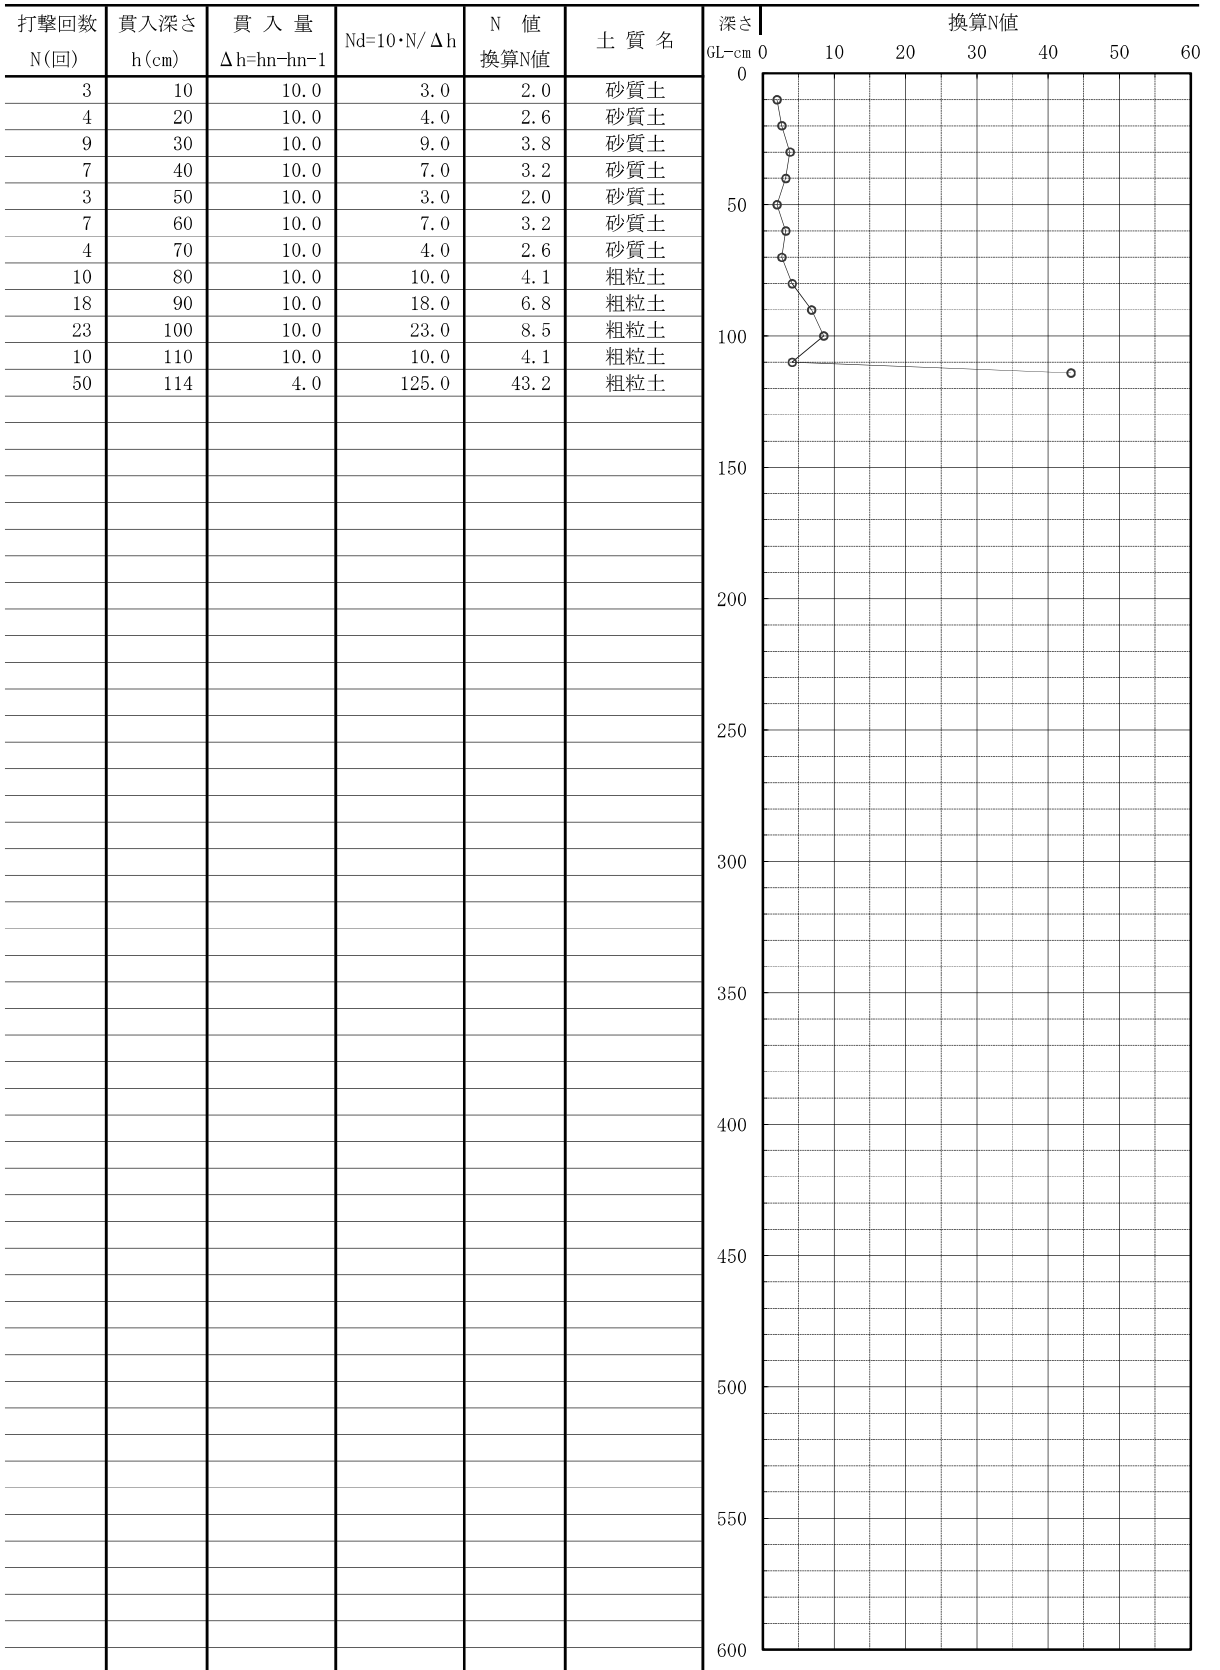 打撃回数 貫入深さ 貫 入 量 Nd=10・N/Δh N 値 土 質 名 深さ 換算N値
N(回) h(cm) Δh=hn-hn-1 換算N値 GL-cm 0 10 20 30 40 50 60
0
3 10 10.0 3.0 2.0 砂質土
4 20 10.0 4.0 2.6 砂質土
9 30 10.0 9.0 3.8 砂質土
7 40 10.0 7.0 3.2 砂質土
3 50 10.0 3.0 2.0 砂質土 50
7 60 10.0 7.0 3.2 砂質土
4 70 10.0 4.0 2.6 砂質土
10 80 10.0 10.0 4.1 粗粒土
18 90 10.0 18.0 6.8 粗粒土
23 100 10.0 23.0 8.5 粗粒土 100
10 110 10.0 10.0 4.1 粗粒土
50 114 4.0 125.0 43.2 粗粒土
150
200
250
300
350
400
450
500
550
600